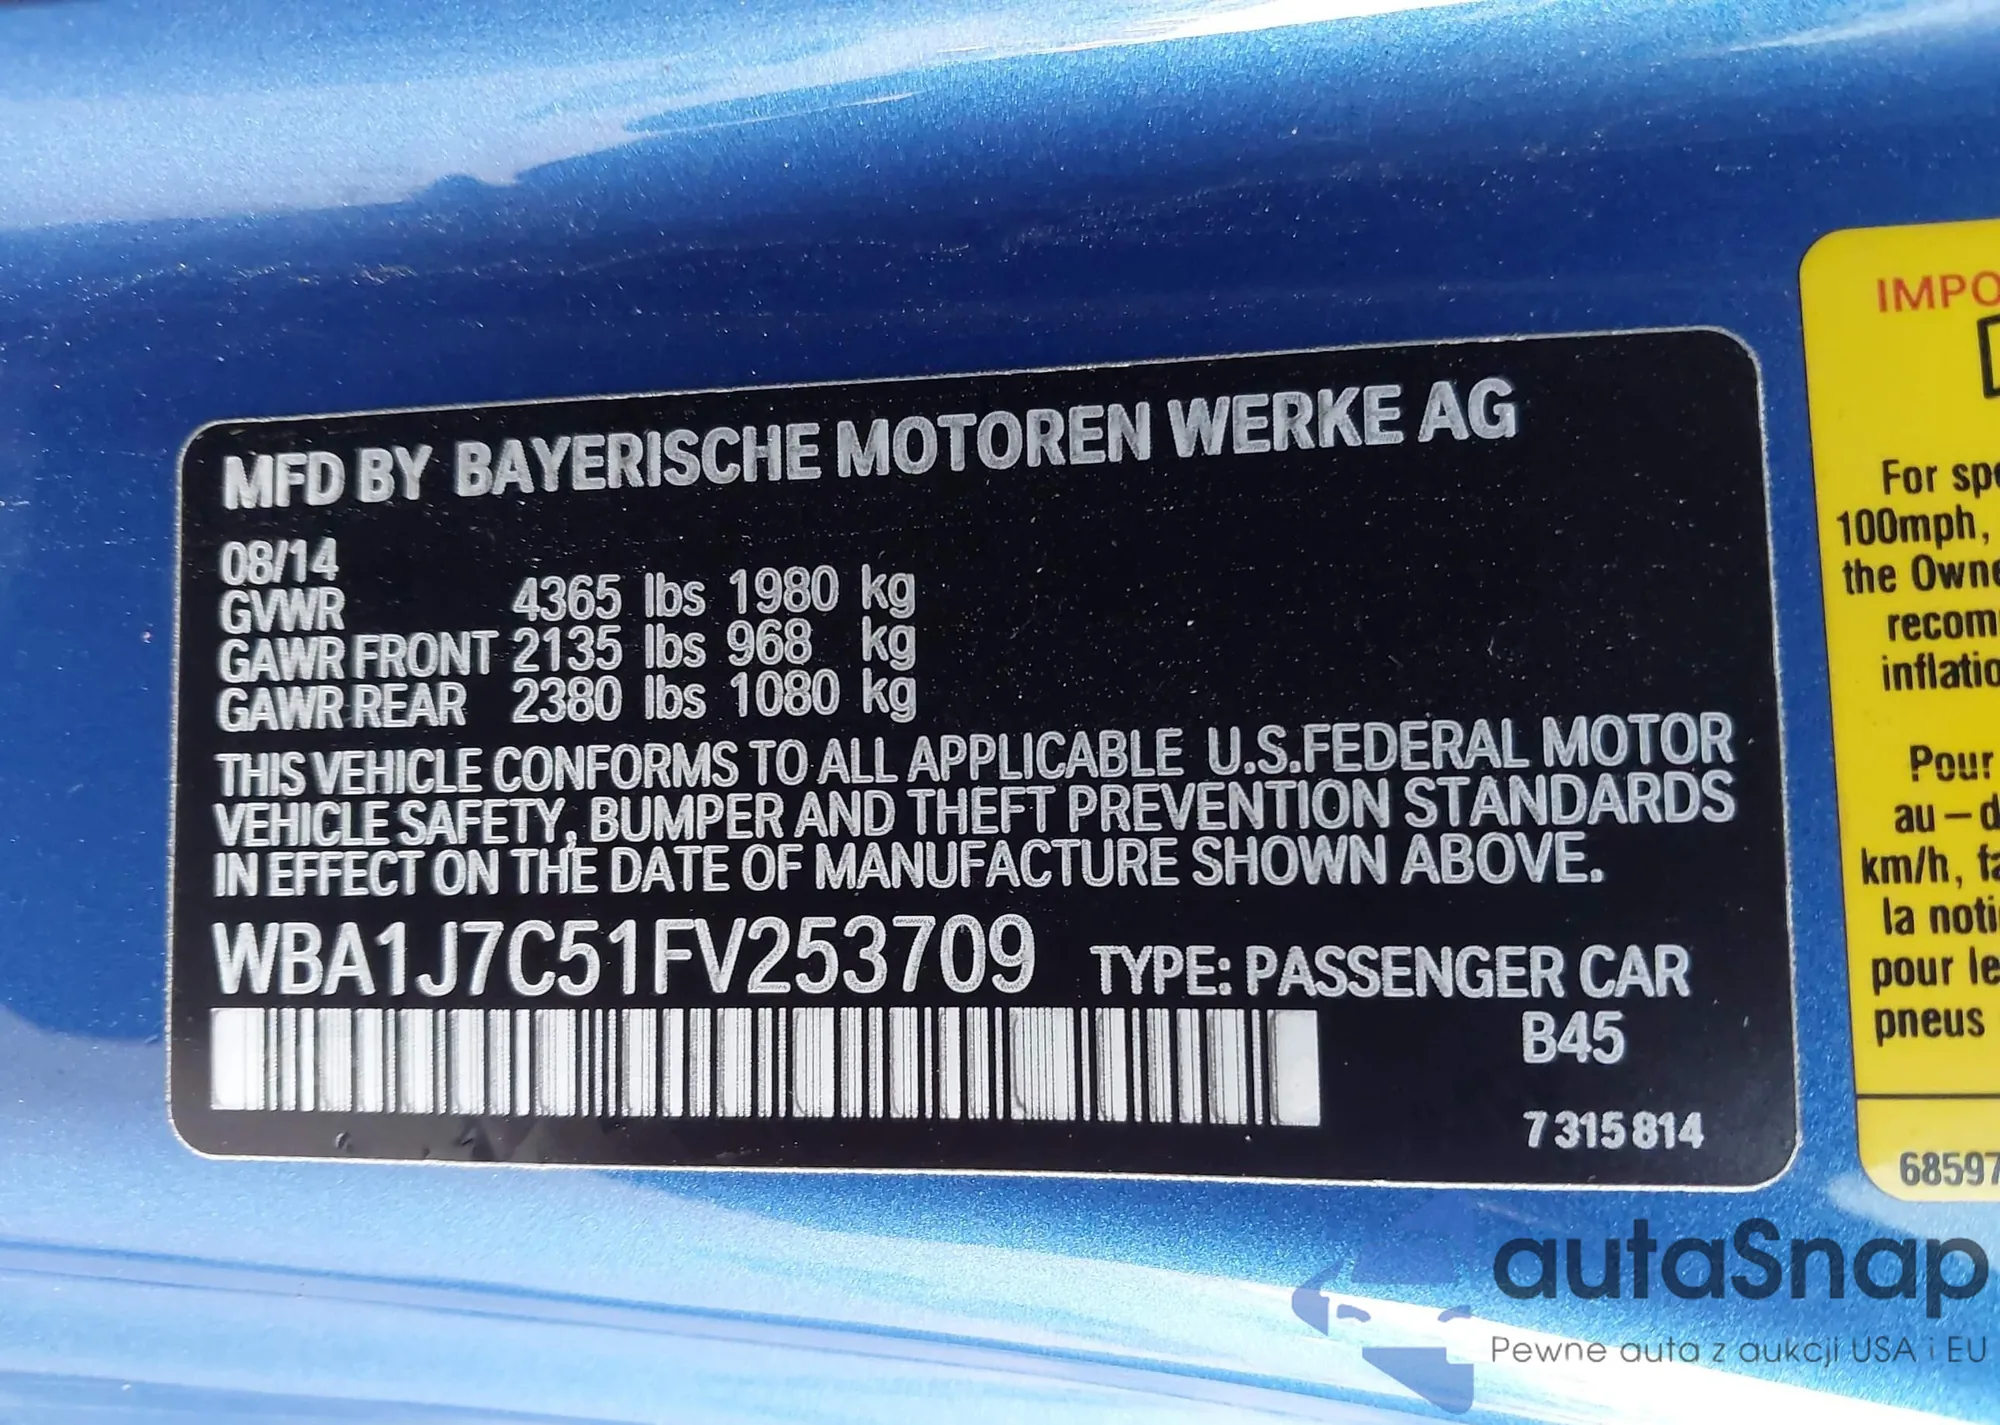 MFD BY BAYERISCHE MOTOREN WERKE AG
08/14
GVWR 4365 lbs 1980 kg
GAWR FRONT 2135 lbs 968 kg
GAWR REAR 2380 lbs 1080 kg
THIS VEHICLE CONFORMS TO ALL APPLICABLE U.S.FEDERAL MOTOR
VEHICLE SAFETY, BUMPER AND THEFT PREVENTION STANDARDS
IN EFFECT ON THE DATE OF MANUFACTURE SHOWN ABOVE.
WBA1J7C51FV253709 TYPE: PASSENGER CAR
B45
7 315 814
IMPO
For spe
100mph,
the Owne
recom
inflatio
Pour
au-d
km/h, fa
la noti
pour le
pneus
68597
autaSnap
Pewne auta z aukcji USA i EU